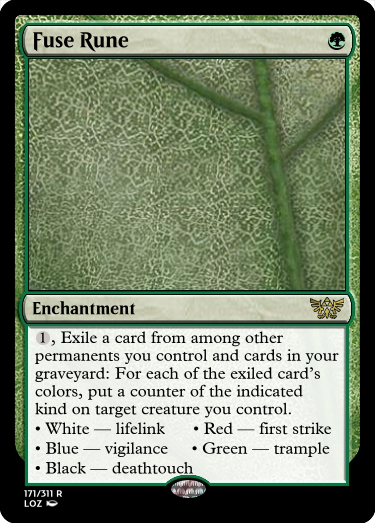 Fuse Rune
Enchantment
1, Exile a card from among other
permanents you control and cards in your
graveyard: For each of the exiled card's
colors, put a counter of the indicated
kind on target creature you control.
• White — lifelink • Red — first strike
• Blue — vigilance • Green — trample
• Black — deathtouch
171/311 R
LOZ